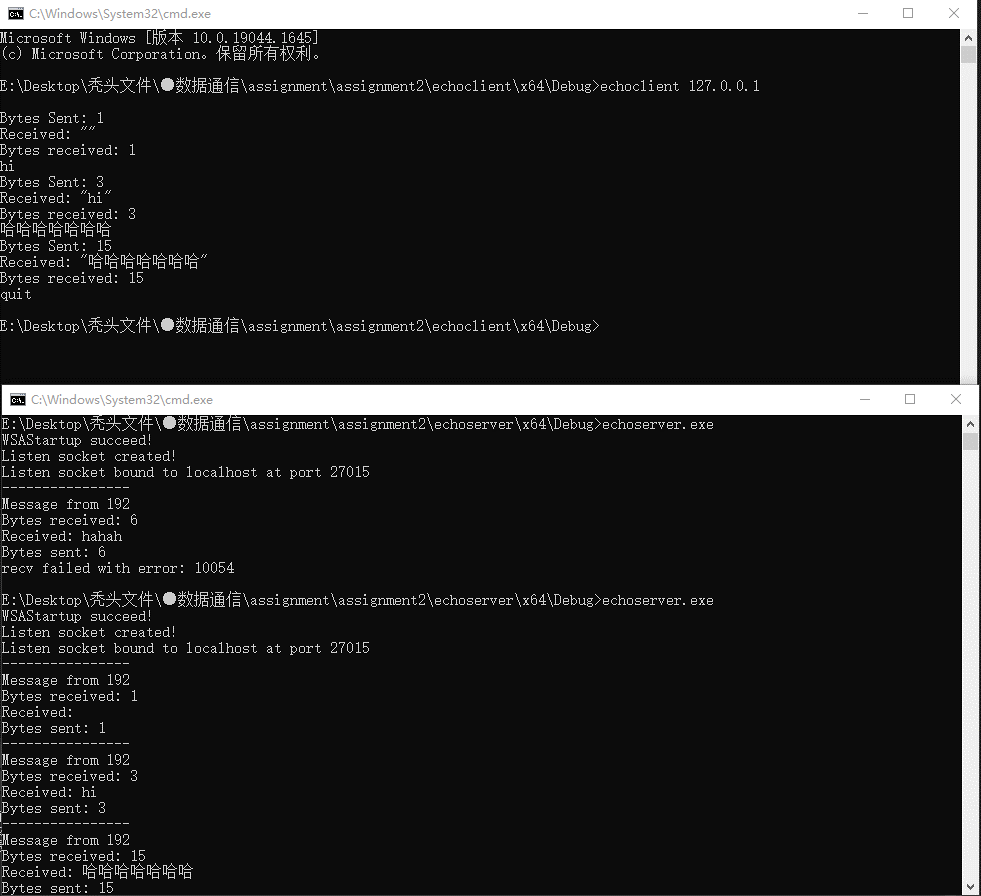 C:\Windows\System32\cmd.exe
Microsoft Windows [版本 10.0.19044.1645]
(c) Microsoft Corporation。保留所有权利。
E:\Desktop\秃头文件\●数据通信\assignment\assignment2\echoclient\x64\Debug>echoclient 127.0.0.1
Bytes Sent: 1
Received: ""
Bytes received: 1
hi
Bytes Sent: 3
Received: "hi"
Bytes received: 3
哈哈哈哈哈哈哈
Bytes Sent: 15
Received: "哈哈哈哈哈哈哈"
Bytes received: 15
quit
E:\Desktop\秃头文件\●数据通信\assignment\assignment2\echoclient\x64\Debug>
C:\Windows\System32\cmd.exe
E:\Desktop\秃头文件\●数据通信\assignment\assignment2\echoserver\x64\Debug>echoserver.exe
WSAStartup succeed!
Listen socket created!
Listen socket bound to localhost at port 27015
----------------
Message from 192
Bytes received: 6
Received: hahah
Bytes sent: 6
recv failed with error: 10054
E:\Desktop\秃头文件\●数据通信\assignment\assignment2\echoserver\x64\Debug>echoserver.exe
WSAStartup succeed!
Listen socket created!
Listen socket bound to localhost at port 27015
----------------
Message from 192
Bytes received: 1
Received:
Bytes sent: 1
----------------
Message from 192
Bytes received: 3
Received: hi
Bytes sent: 3
----------------
Message from 192
Bytes received: 15
Received: 哈哈哈哈哈哈哈
Bytes sent: 15